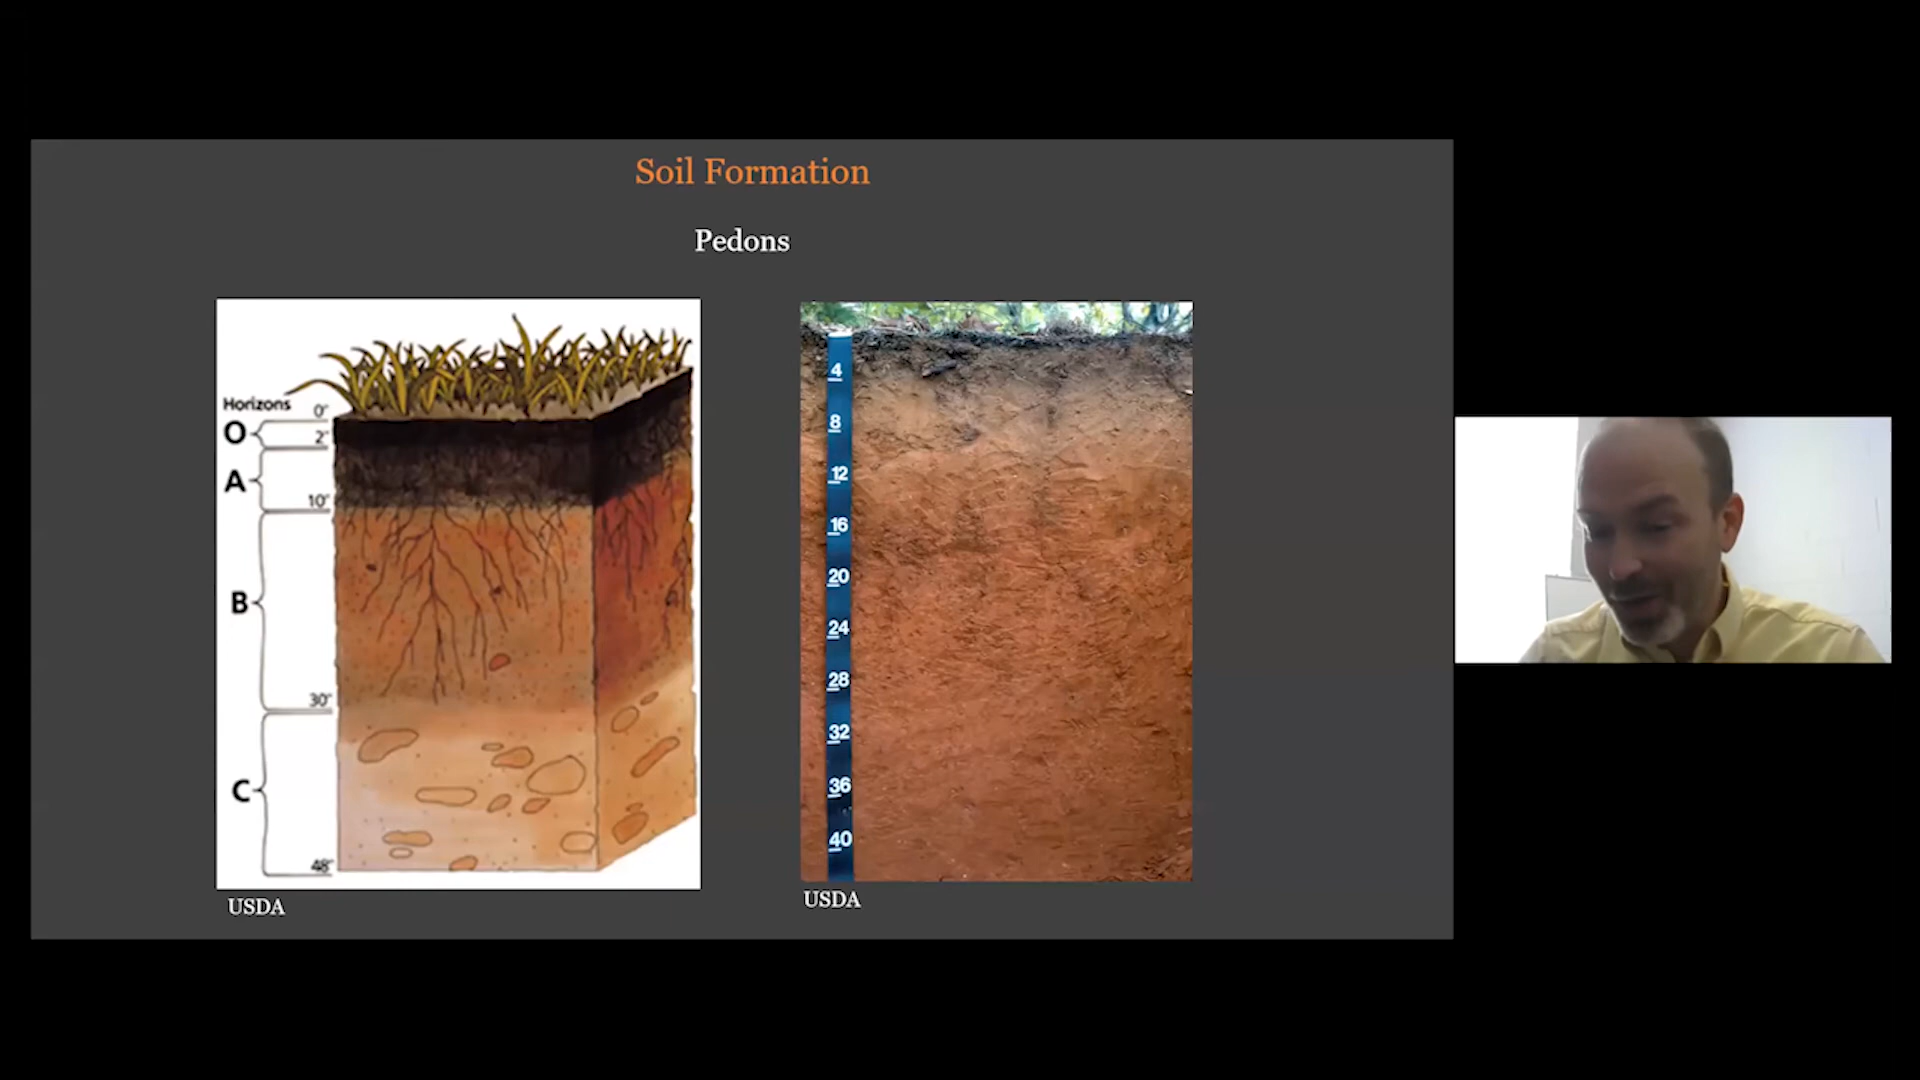 Soil Formation
Pedons
Horizons
0"
O
2"
A
10"
B
30"
C
48"
USDA
4
8
12
16
20
24
28
32
36
40
USDA